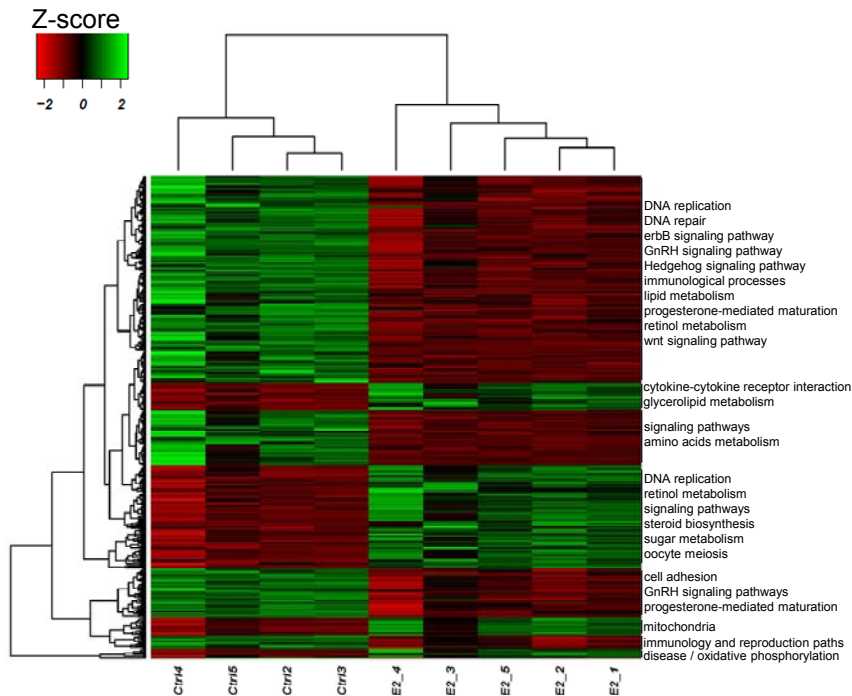 Z-score
−2 0 2
DNA replication
DNA repair
erbB signaling pathway
GnRH signaling pathway
Hedgehog signaling pathway
immunological processes
lipid metabolism
progesterone-mediated maturation
retinol metabolism
wnt signaling pathway
cytokine-cytokine receptor interaction
glycerolipid metabolism
signaling pathways
amino acids metabolism
DNA replication
retinol metabolism
signaling pathways
steroid biosynthesis
sugar metabolism
oocyte meiosis
cell adhesion
GnRH signaling pathways
progesterone-mediated maturation
mitochondria
immunology and reproduction paths
disease / oxidative phosphorylation
Ctrl4 Ctrl5 Ctrl2 Ctrl3 E2_4 E2_3 E2_5 E2_2 E2_1